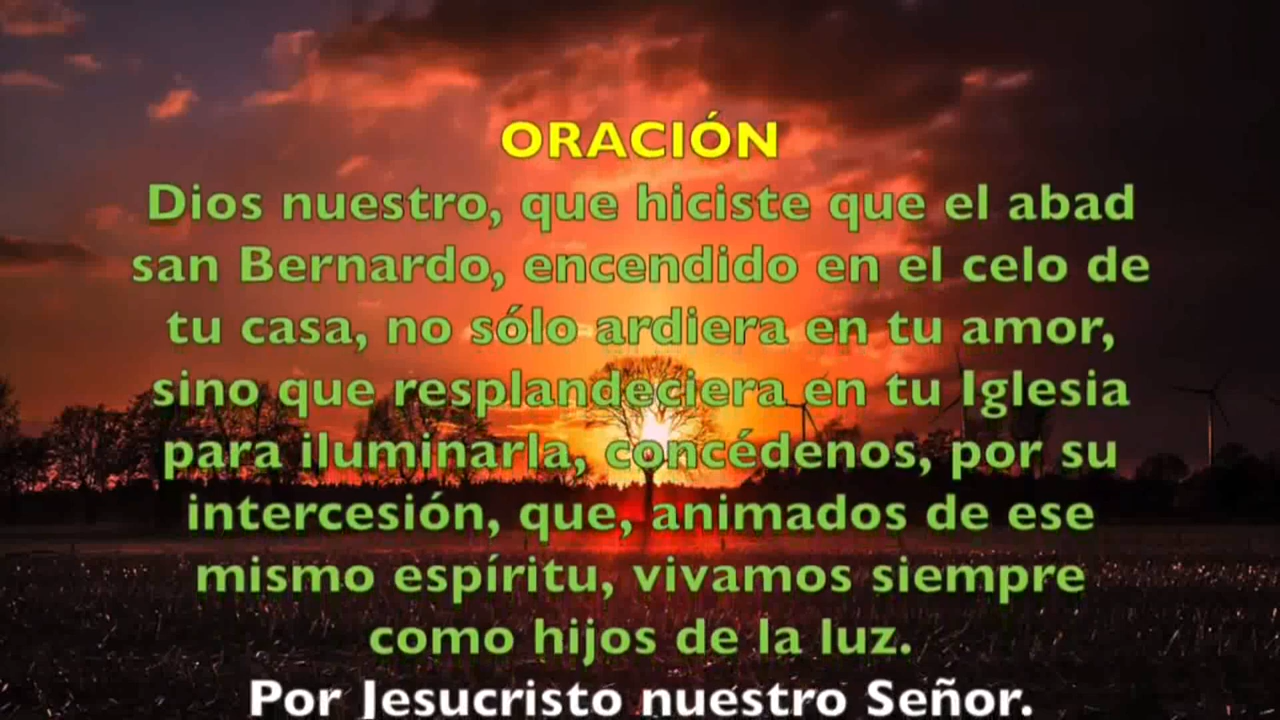 ORACIÓN
Dios nuestro, que hiciste que el abad
san Bernardo, encendido en el celo de
tu casa, no sólo ardiera en tu amor,
sino que resplandeciera en tu Iglesia
para iluminarla, concédenos, por su
intercesión, que, animados de ese
mismo espíritu, vivamos siempre
como hijos de la luz.
Por Jesucristo nuestro Señor.